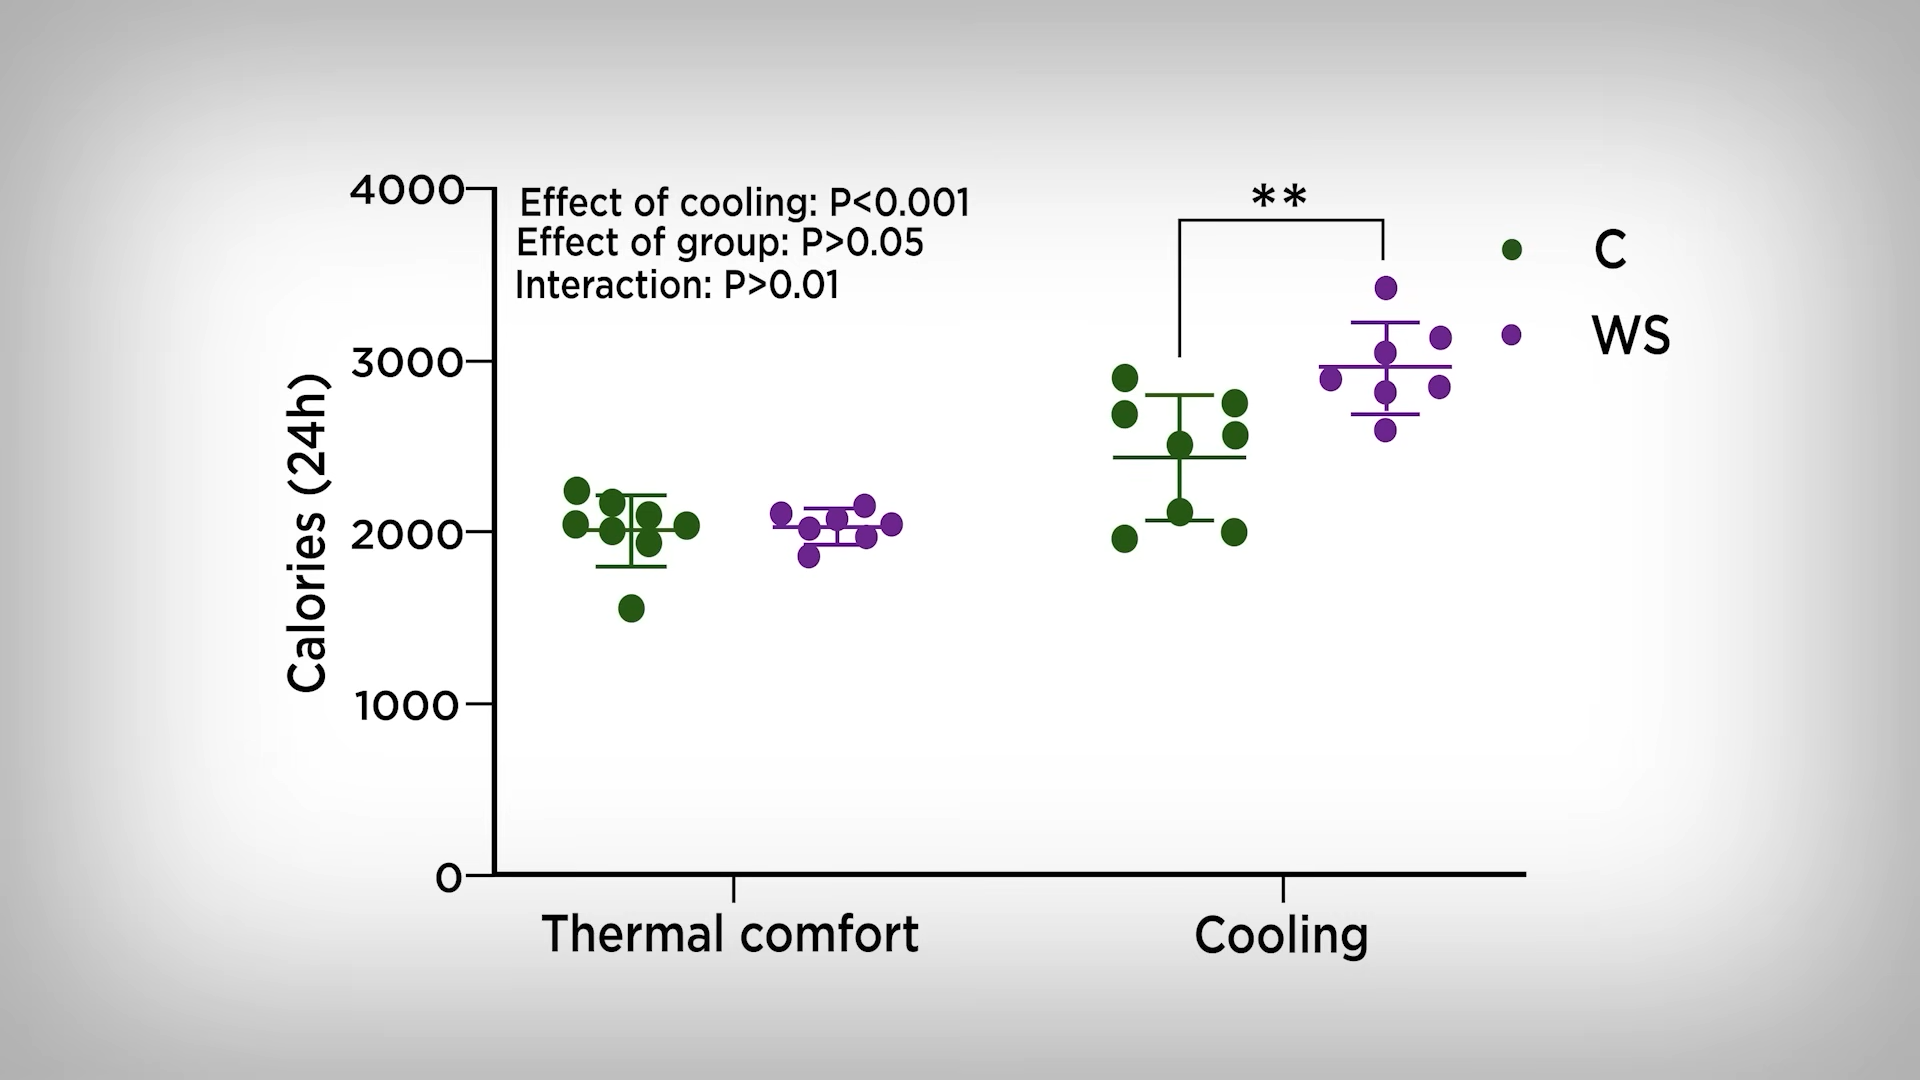 4000
3000
2000
1000
0
Calories (24h)
Effect of cooling: P<0.001
Effect of group: P>0.05
Interaction: P>0.01
**
C
WS
Thermal comfort
Cooling